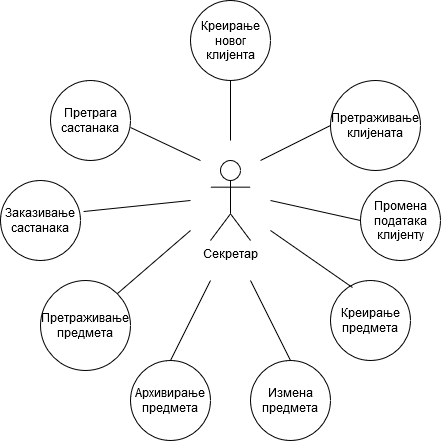 Креирање
новог
клијента
Претрага
састанака
Претраживање
клијената
Заказивање
састанака
Промена
података
клијенту
Секретар
Претраживање
предмета
Креирање
предмета
Архивирање
предмета
Измена
предмета